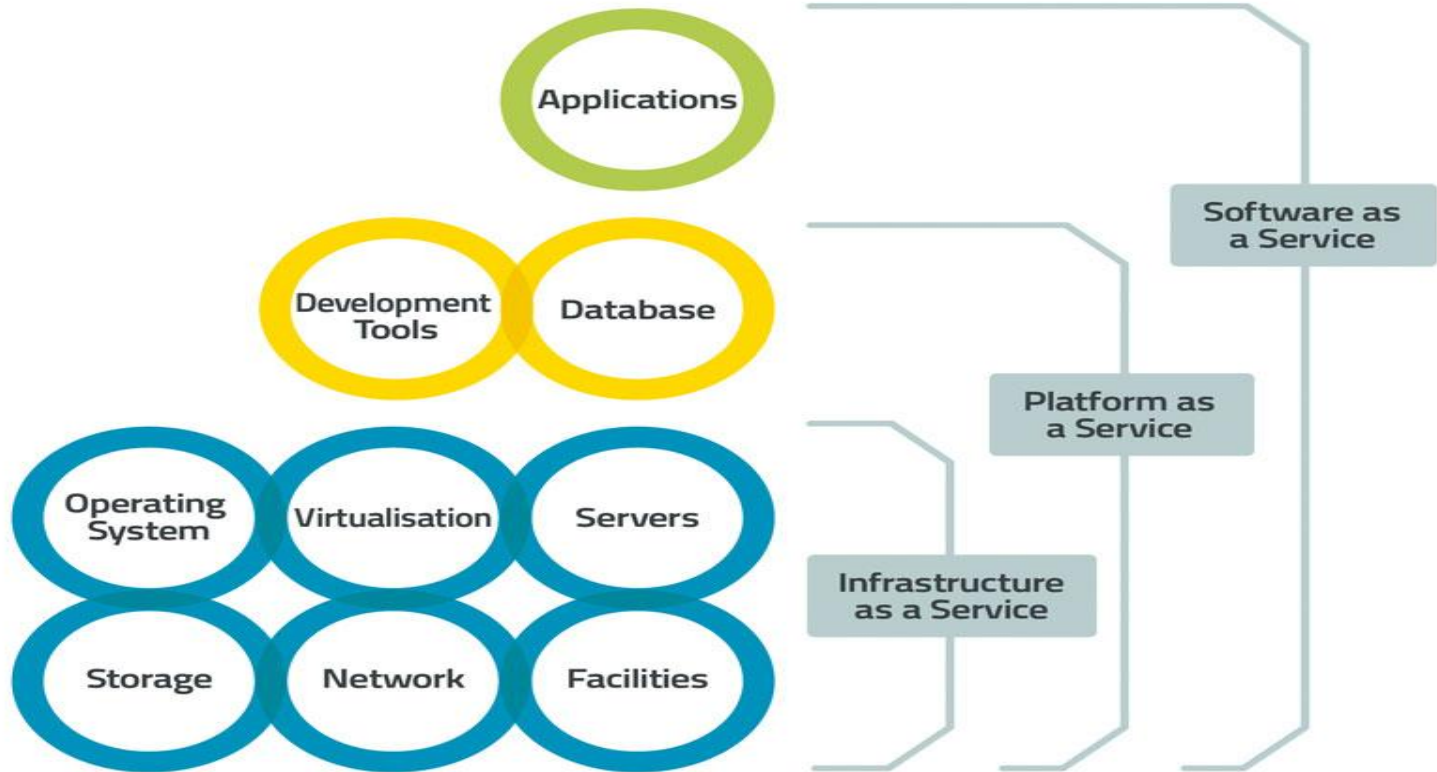 Applications
Software as
a Service
Development
Tools
Database
Platform as
a Service
Operating
System
Virtualisation
Servers
Infrastructure
as a Service
Storage
Network
Facilities